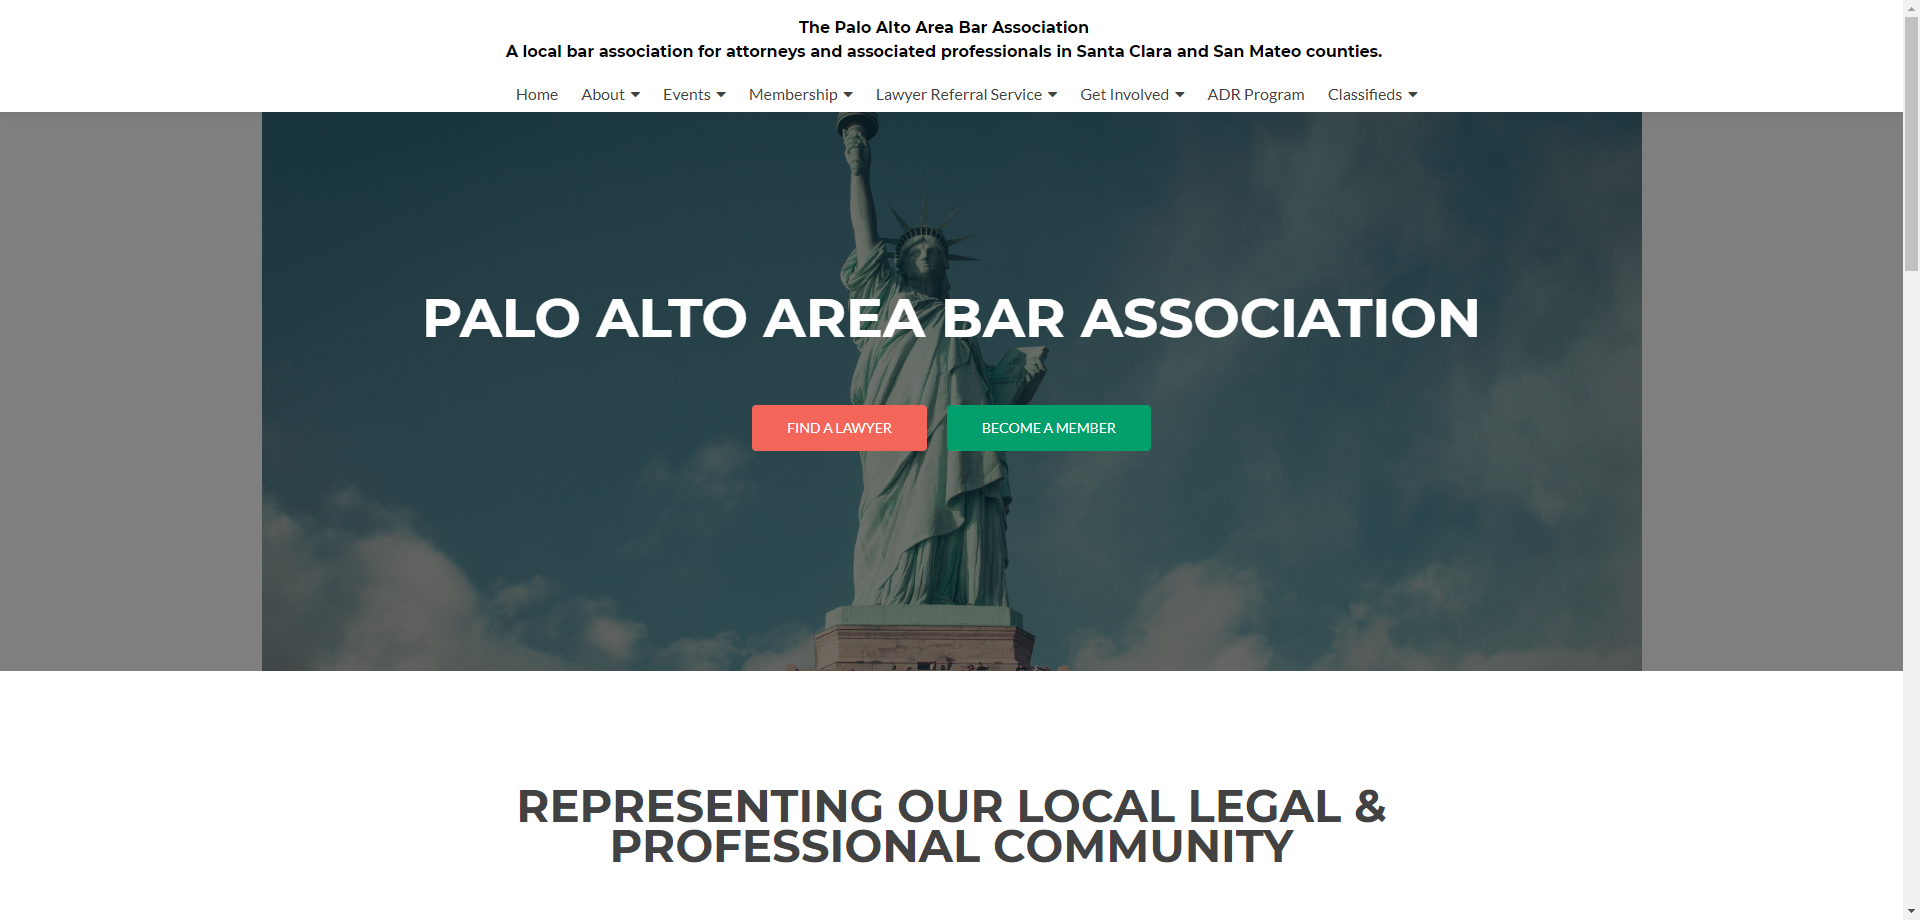 The Palo Alto Area Bar Association
A local bar association for attorneys and associated professionals in Santa Clara and San Mateo counties.
Home About Events Membership Lawyer Referral Service Get Involved ADR Program Classifieds
PALO ALTO AREA BAR ASSOCIATION
FIND A LAWYER BECOME A MEMBER
REPRESENTING OUR LOCAL LEGAL &
PROFESSIONAL COMMUNITY